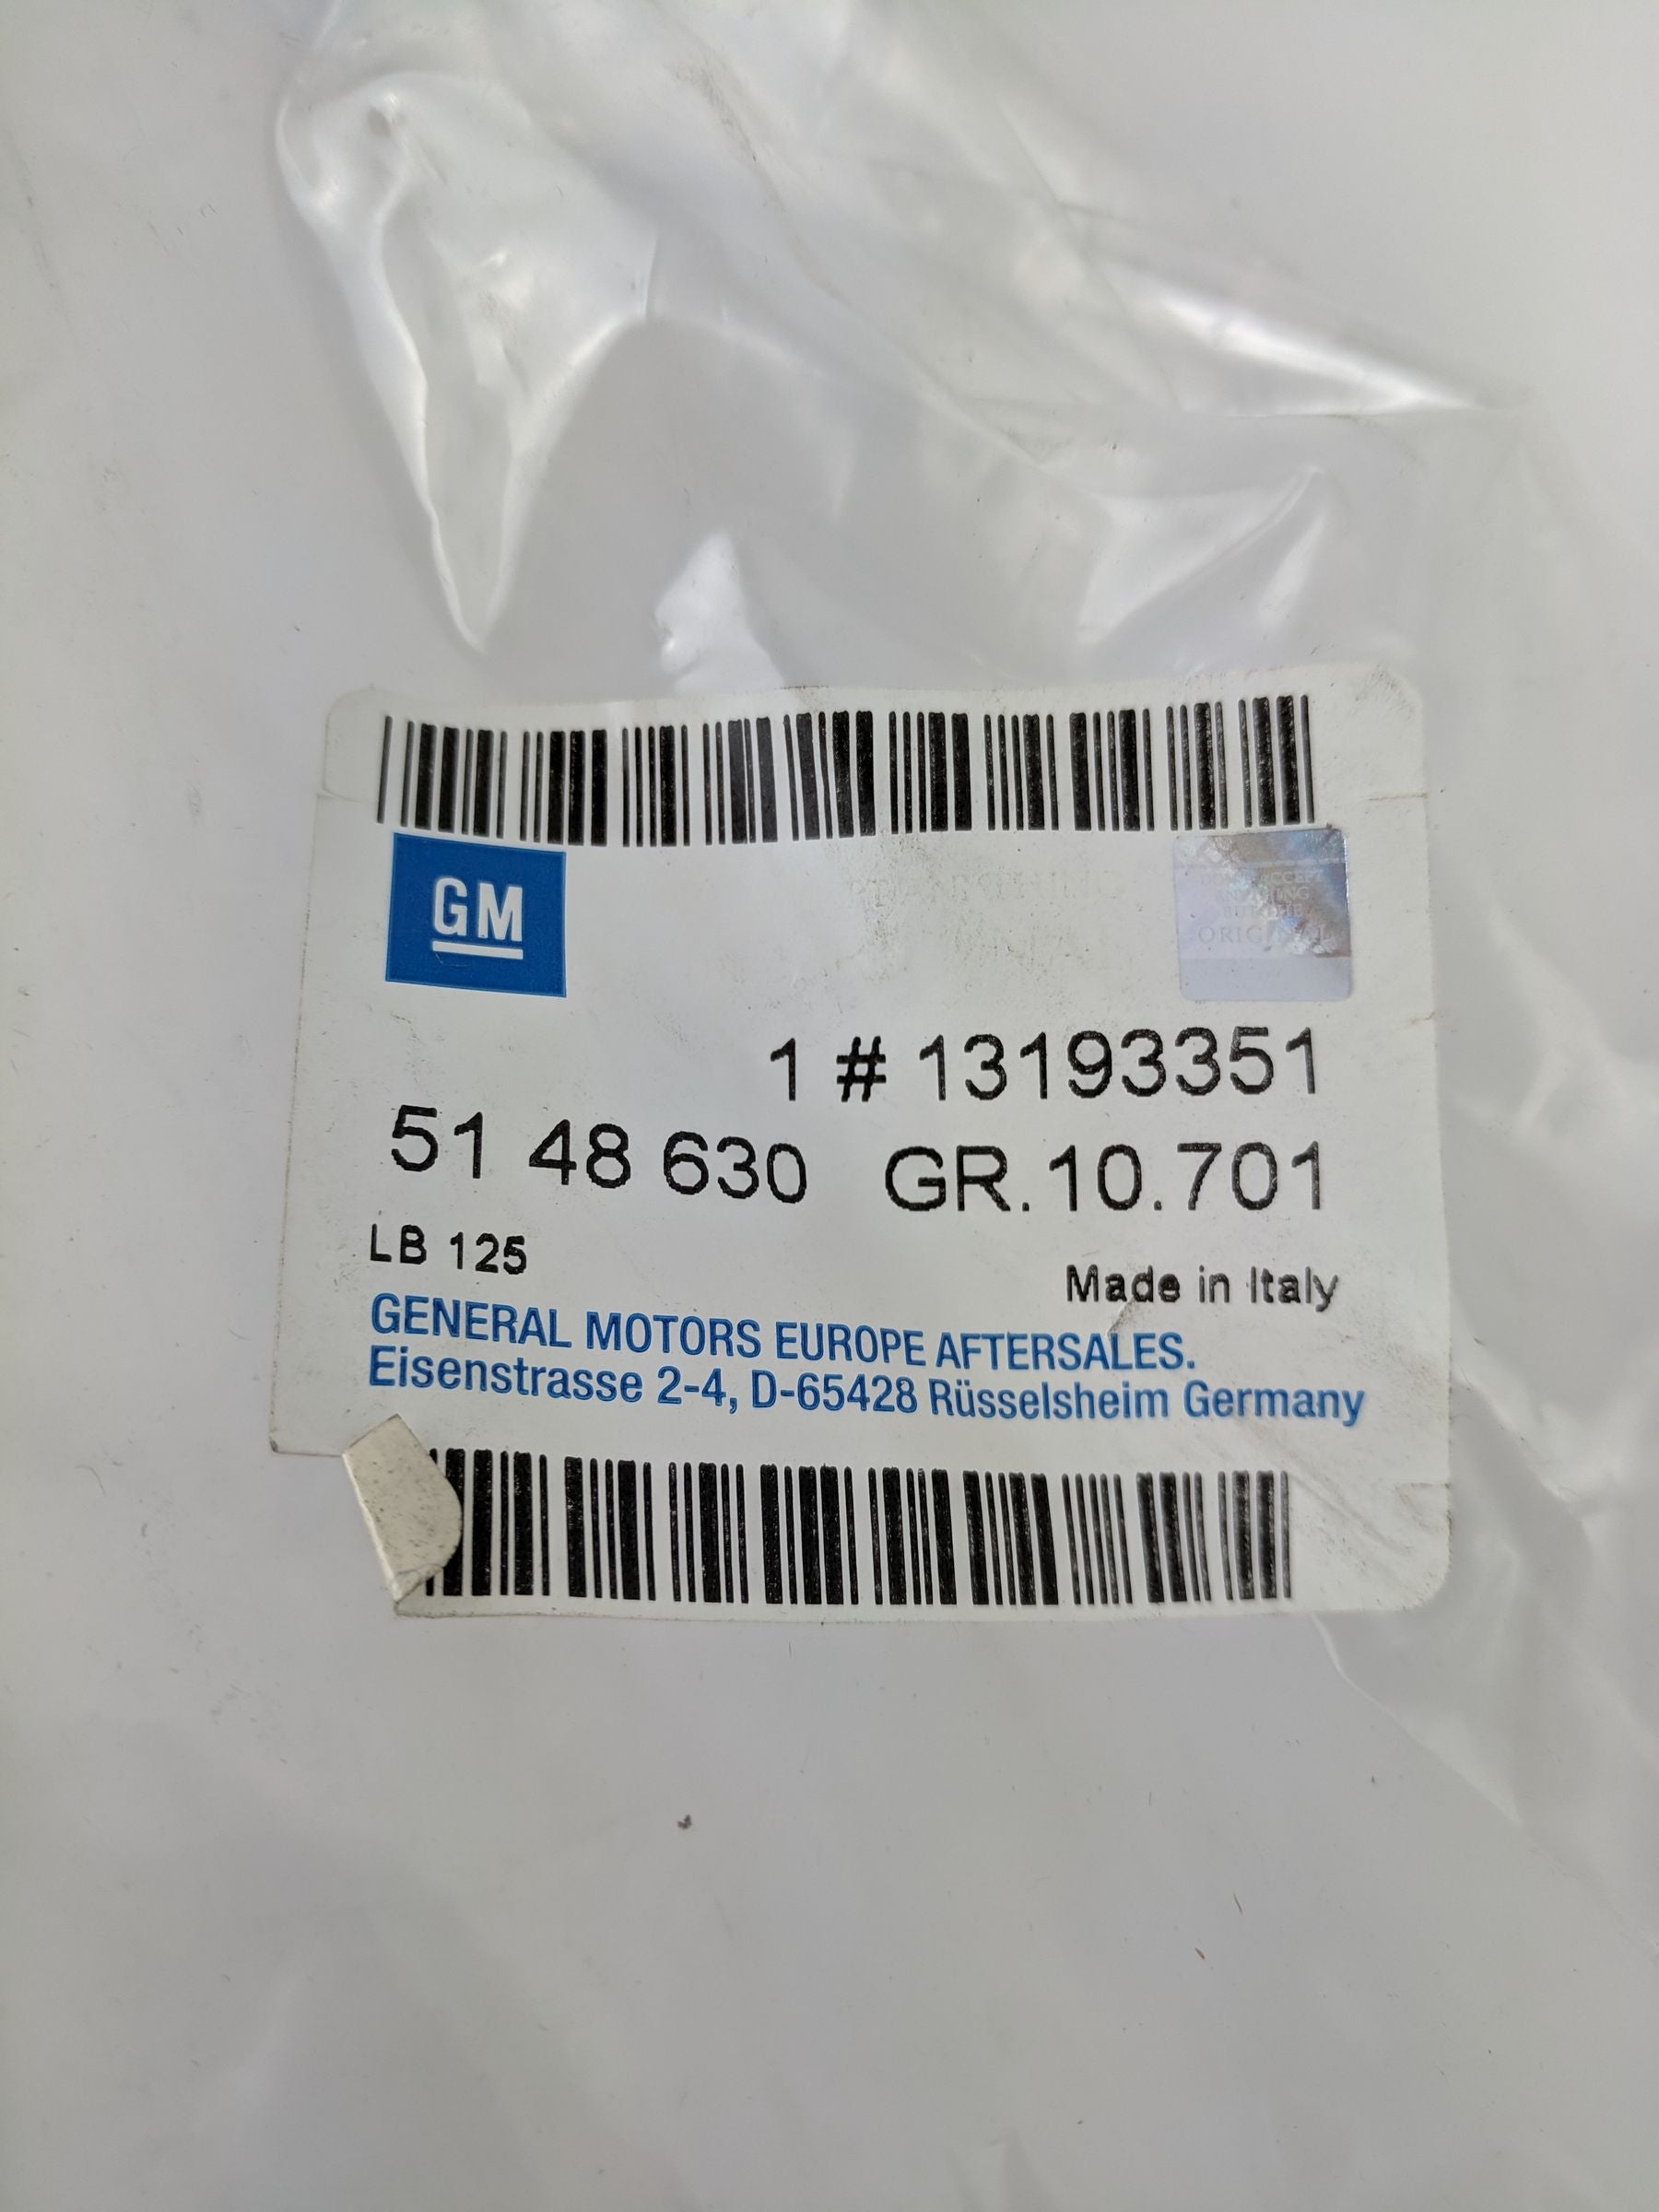 GM
ORIGINAL
1 # 13193351
51 48 630 GR.10.701
LB 125
Made in Italy
GENERAL MOTORS EUROPE AFTERSALES.
Eisenstrasse 2-4, D-65428 Rüsselsheim Germany